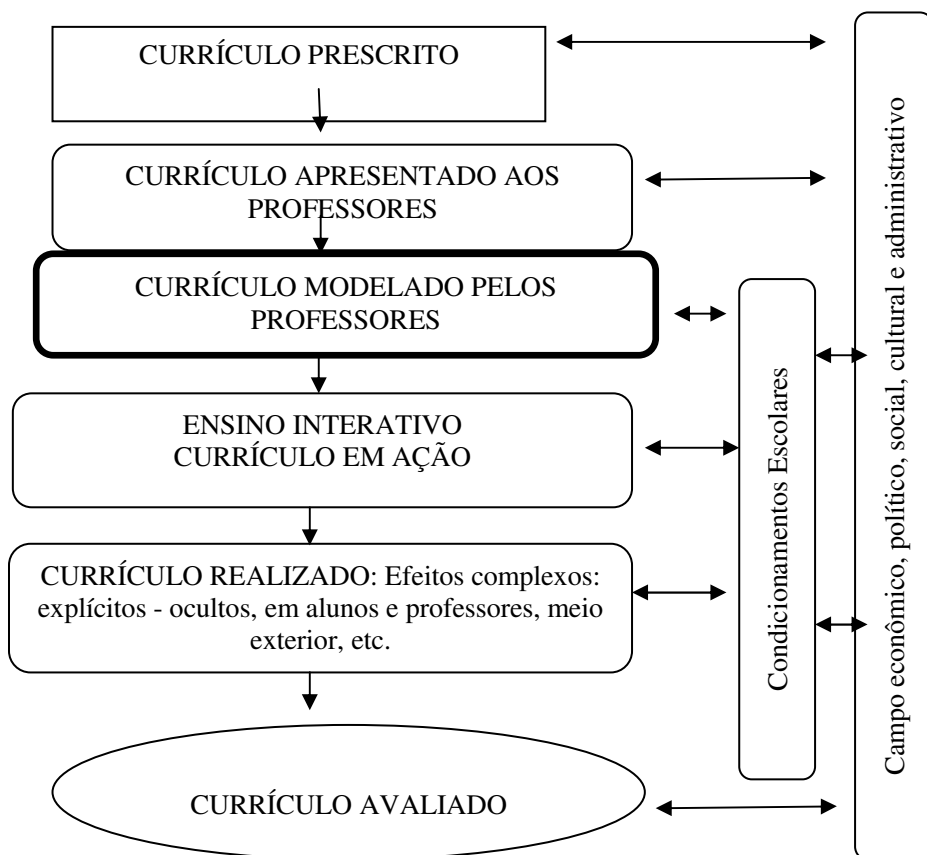 CURRÍCULO PRESCRITO
CURRÍCULO APRESENTADO AOS
PROFESSORES
CURRÍCULO MODELADO PELOS
PROFESSORES
ENSINO INTERATIVO
CURRÍCULO EM AÇÃO
CURRÍCULO REALIZADO: Efeitos complexos:
explícitos - ocultos, em alunos e professores, meio
exterior, etc.
CURRÍCULO AVALIADO
Condicionamentos Escolares
Campo econômico, político, social, cultural e administrativo